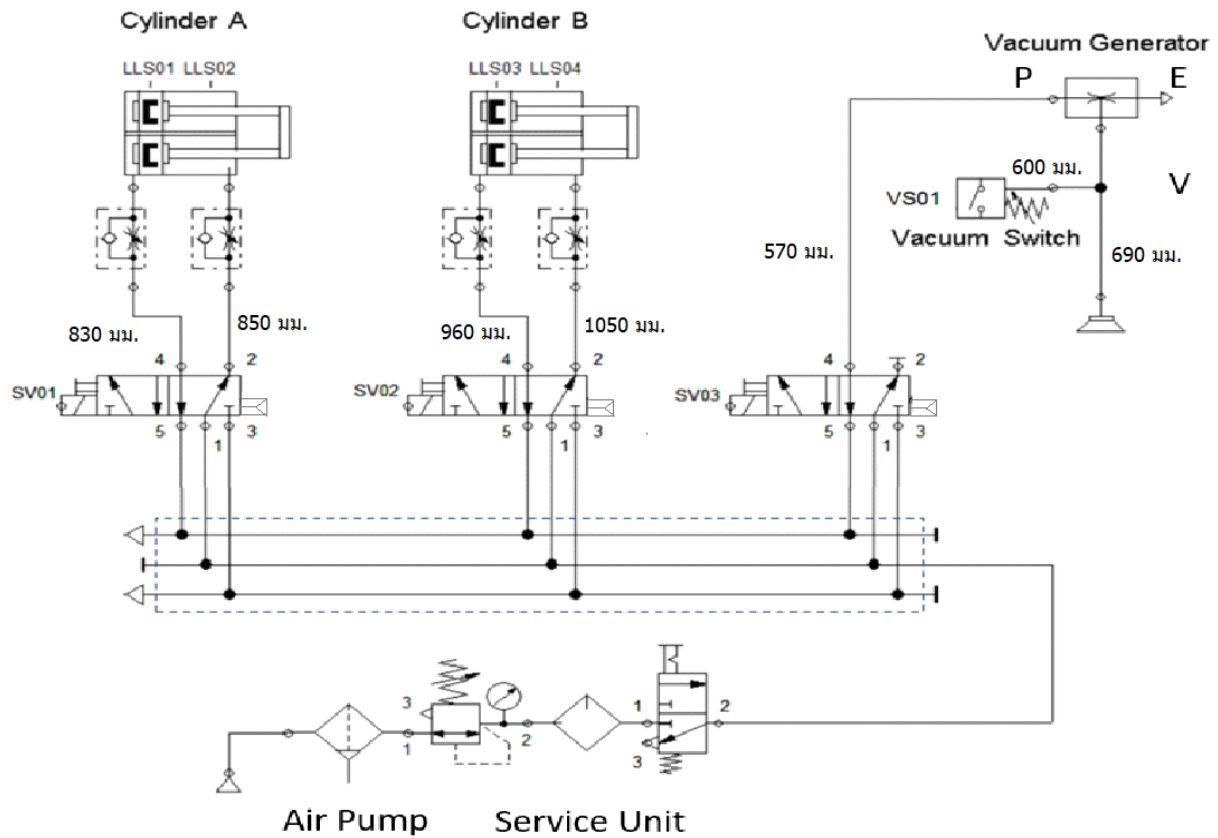 Cylinder A
Cylinder B
Vacuum Generator
LLS01 LLS02
LLS03 LLS04
P
E
600 มม.
VS01
V
Vacuum Switch
570 มม.
690 มม.
830 มม.
850 มม.
960 มม.
1050 มม.
4
2
4
2
4
2
SV01
SV02
SV03
5
1
3
5
1
3
5
1
3
3
1
2
1
2
3
Air Pump
Service Unit